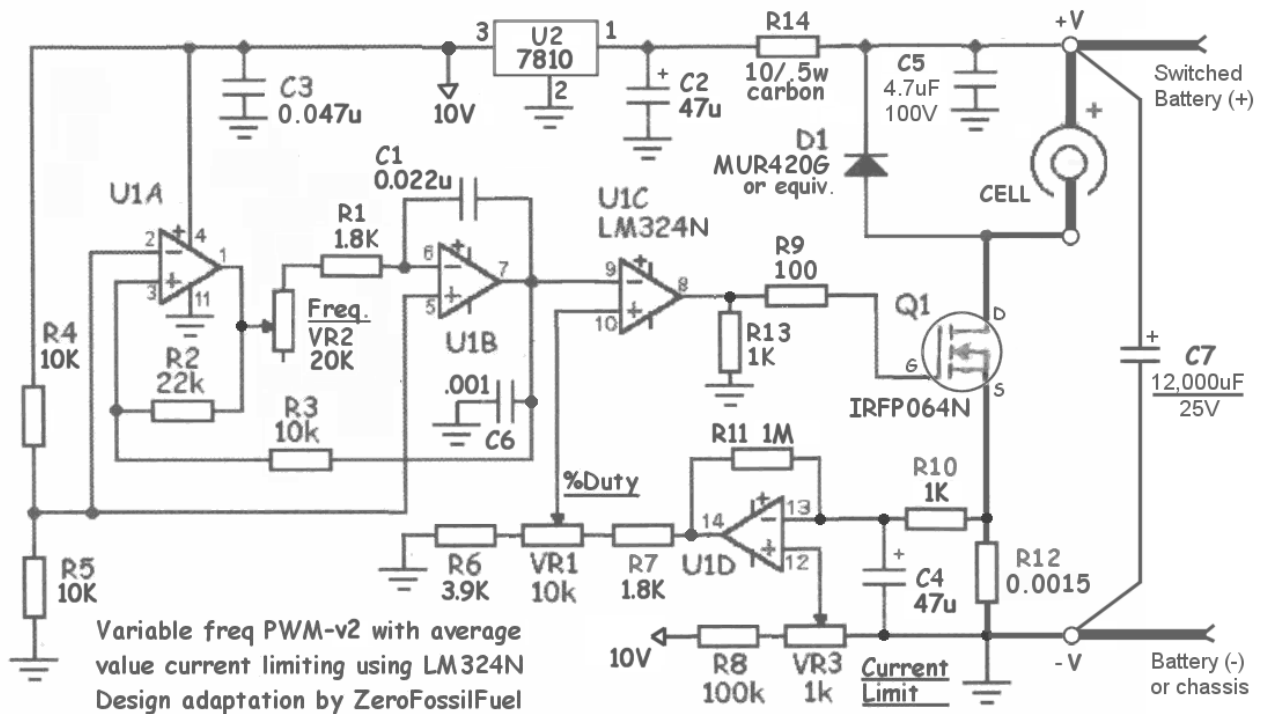 R14
+V
3
U2
7810
1
2
10/.5w
carbon
C3
0.047u
10V
+
C2
47u
C5
4.7uF
100V
Switched
Battery (+)
+
D1
MUR420G
or equiv.
CELL
C1
0.022u
U1A
U1C
LM324N
R1
1.8K
2
-
+
4
1
+
3
11
6
-
+
7
+
5
U1B
9
-
+
8
+
10
R9
100
Q1
D
G
S
IRFP064N
Freq.
VR2
20K
R13
1K
R4
10K
R2
22k
.001
C6
R3
10k
+
C7
12,000uF
25V
R11 1M
R10
1K
%Duty
14
+
-
13
+
12
U1D
R6
3.9K
VR1
10k
R7
1.8K
+
C4
47u
R12
0.0015
R5
10K
10V
R8
100k
VR3
1k
Current
Limit
-V
Battery (-)
or chassis
Variable freq PWM-v2 with average
value current limiting using LM324N
Design adaptation by ZeroFossilFuel